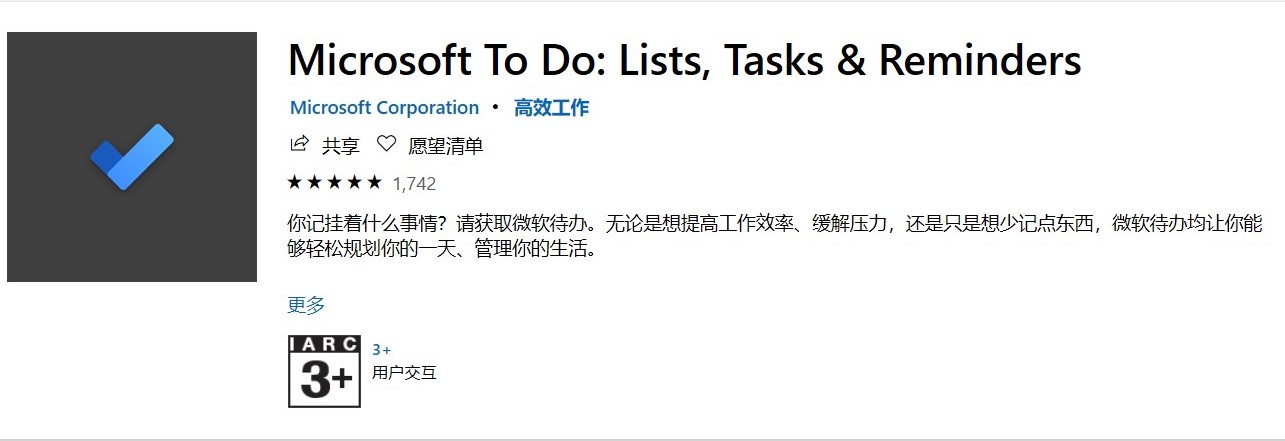 Microsoft To Do: Lists, Tasks & Reminders
Microsoft Corporation • 高效工作
共享 愿望清单
1,742
你记挂着什么事情？请获取微软待办。无论是想提高工作效率、缓解压力，还是只是想少记点东西，微软待办均让你能
够轻松规划你的一天、管理你的生活。
更多
IARC
3+
3+
用户交互